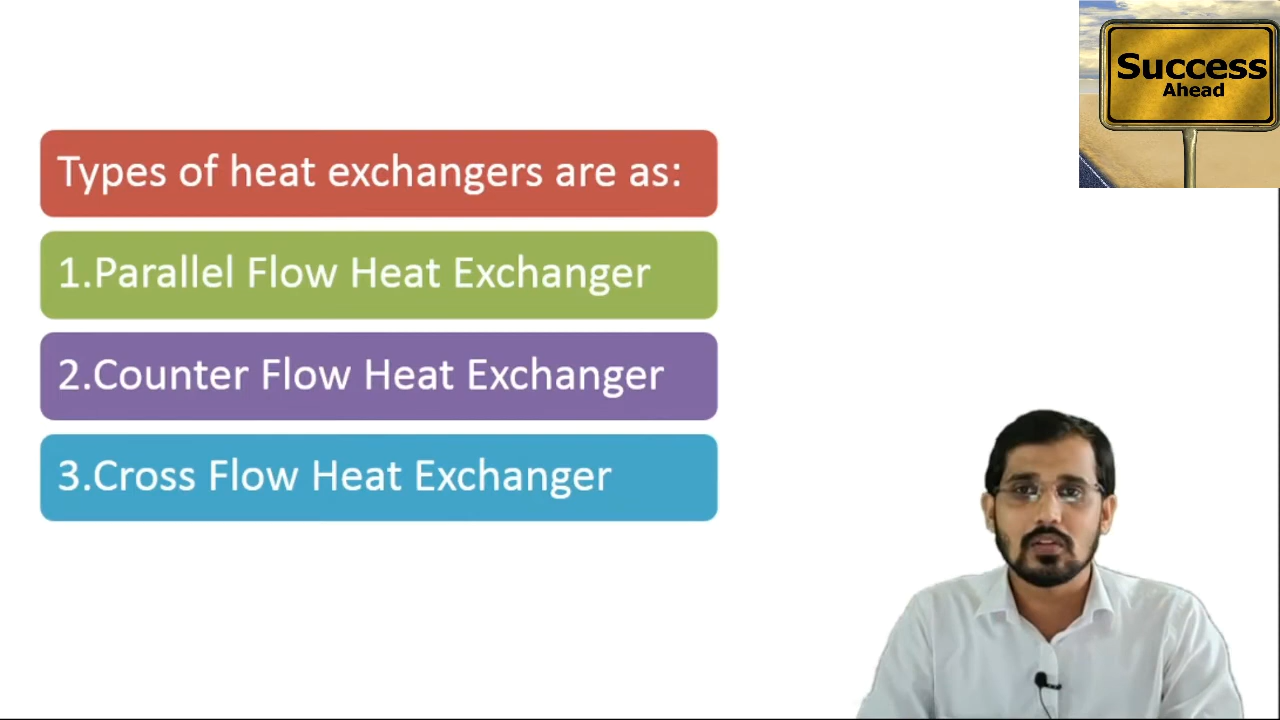 Success
Ahead
Types of heat exchangers are as:
1.Parallel Flow Heat Exchanger
2.Counter Flow Heat Exchanger
3.Cross Flow Heat Exchanger